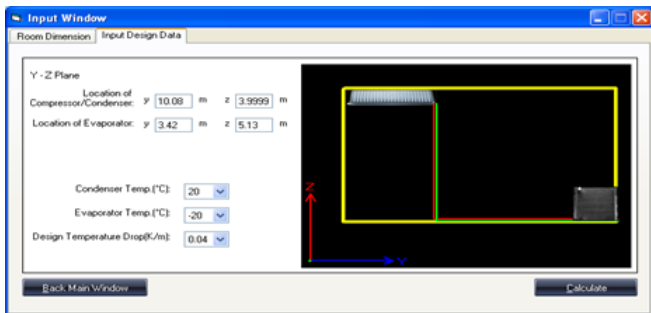 Input Window
Room Dimension Input Design Data
Y - Z Plane
Location of
Compressor/Condenser: y 10.08 m z 3.9999 m
Location of Evaporator: y 3.42 m z 5.13 m
Condenser Temp.(°C): 20
Evaporator Temp.(°C): -20
Design Temperature Drop(K/m): 0.04
Z
Y
Back Main Window
Calculate